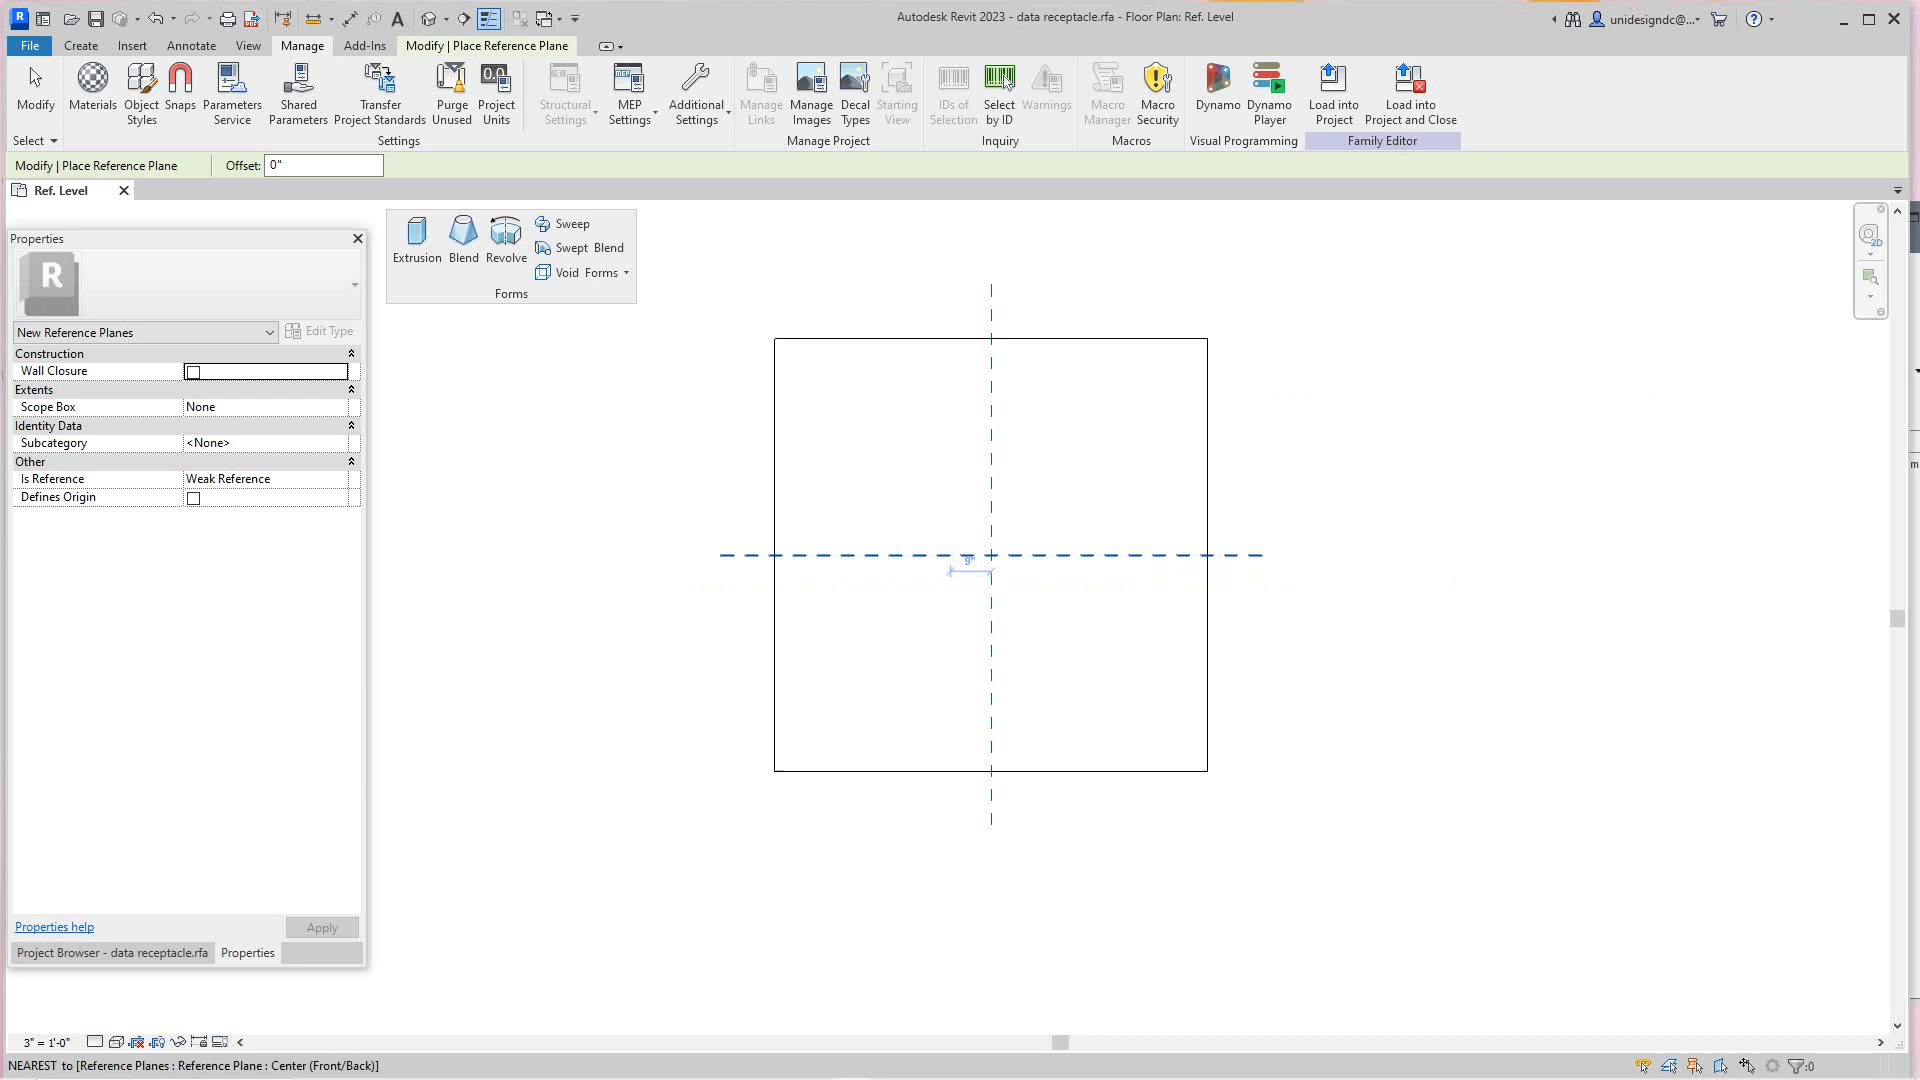 Autodesk Revit 2023 - data receptacle.rfa - Floor Plan: Ref. Level
unidesigndc@...
File Create Insert Annotate View Manage Add-Ins Modify | Place Reference Plane
Modify
Materials
Object Styles
Snaps
Parameters Service
Shared Parameters
Transfer Project Standards
Purge Unused
Project Units
Structural Settings
MEP Settings
Additional Settings
Manage Links
Manage Images
Decal Types
Starting View
IDs of Selection
Select by ID
Warnings
Macro Manager
Macro Security
Dynamo
Dynamo Player
Load into Project
Load into Project and Close
Select Settings Manage Project Inquiry Macros Visual Programming Family Editor
Modify | Place Reference Plane Offset: 0"
Ref. Level
Properties
R
New Reference Planes Edit Type
Construction
Wall Closure
Extents
Scope Box None
Identity Data
Subcategory <None>
Other
Is Reference Weak Reference
Defines Origin
Properties help Apply
Project Browser - data receptacle.rfa Properties
Extrusion Blend Revolve
Sweep
Swept Blend
Void Forms
Forms
9"
2D
3" = 1'-0"
NEAREST to [Reference Planes : Reference Plane : Center (Front/Back)]
:0